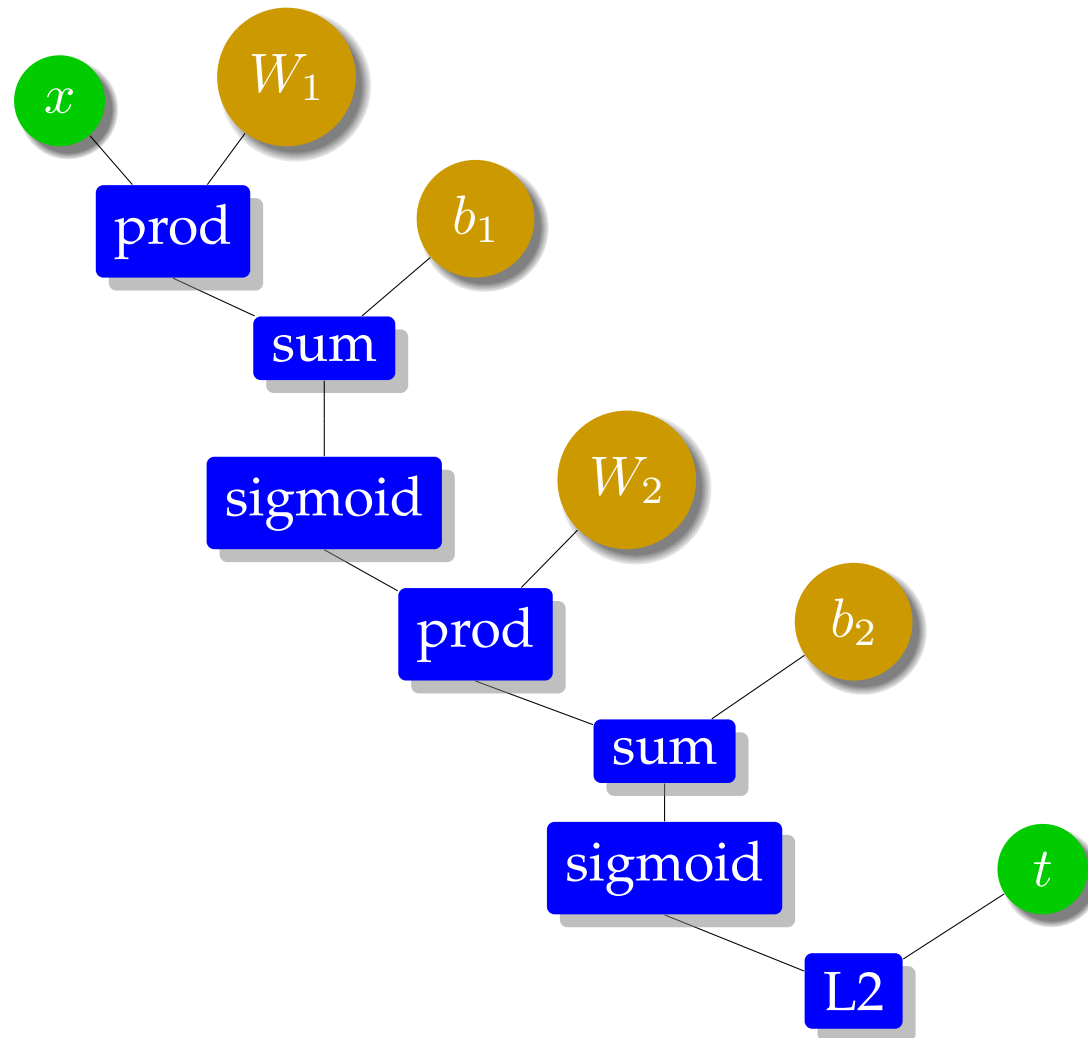 x
W₁
prod
b₁
sum
sigmoid
W₂
prod
b₂
sum
sigmoid
t
L2